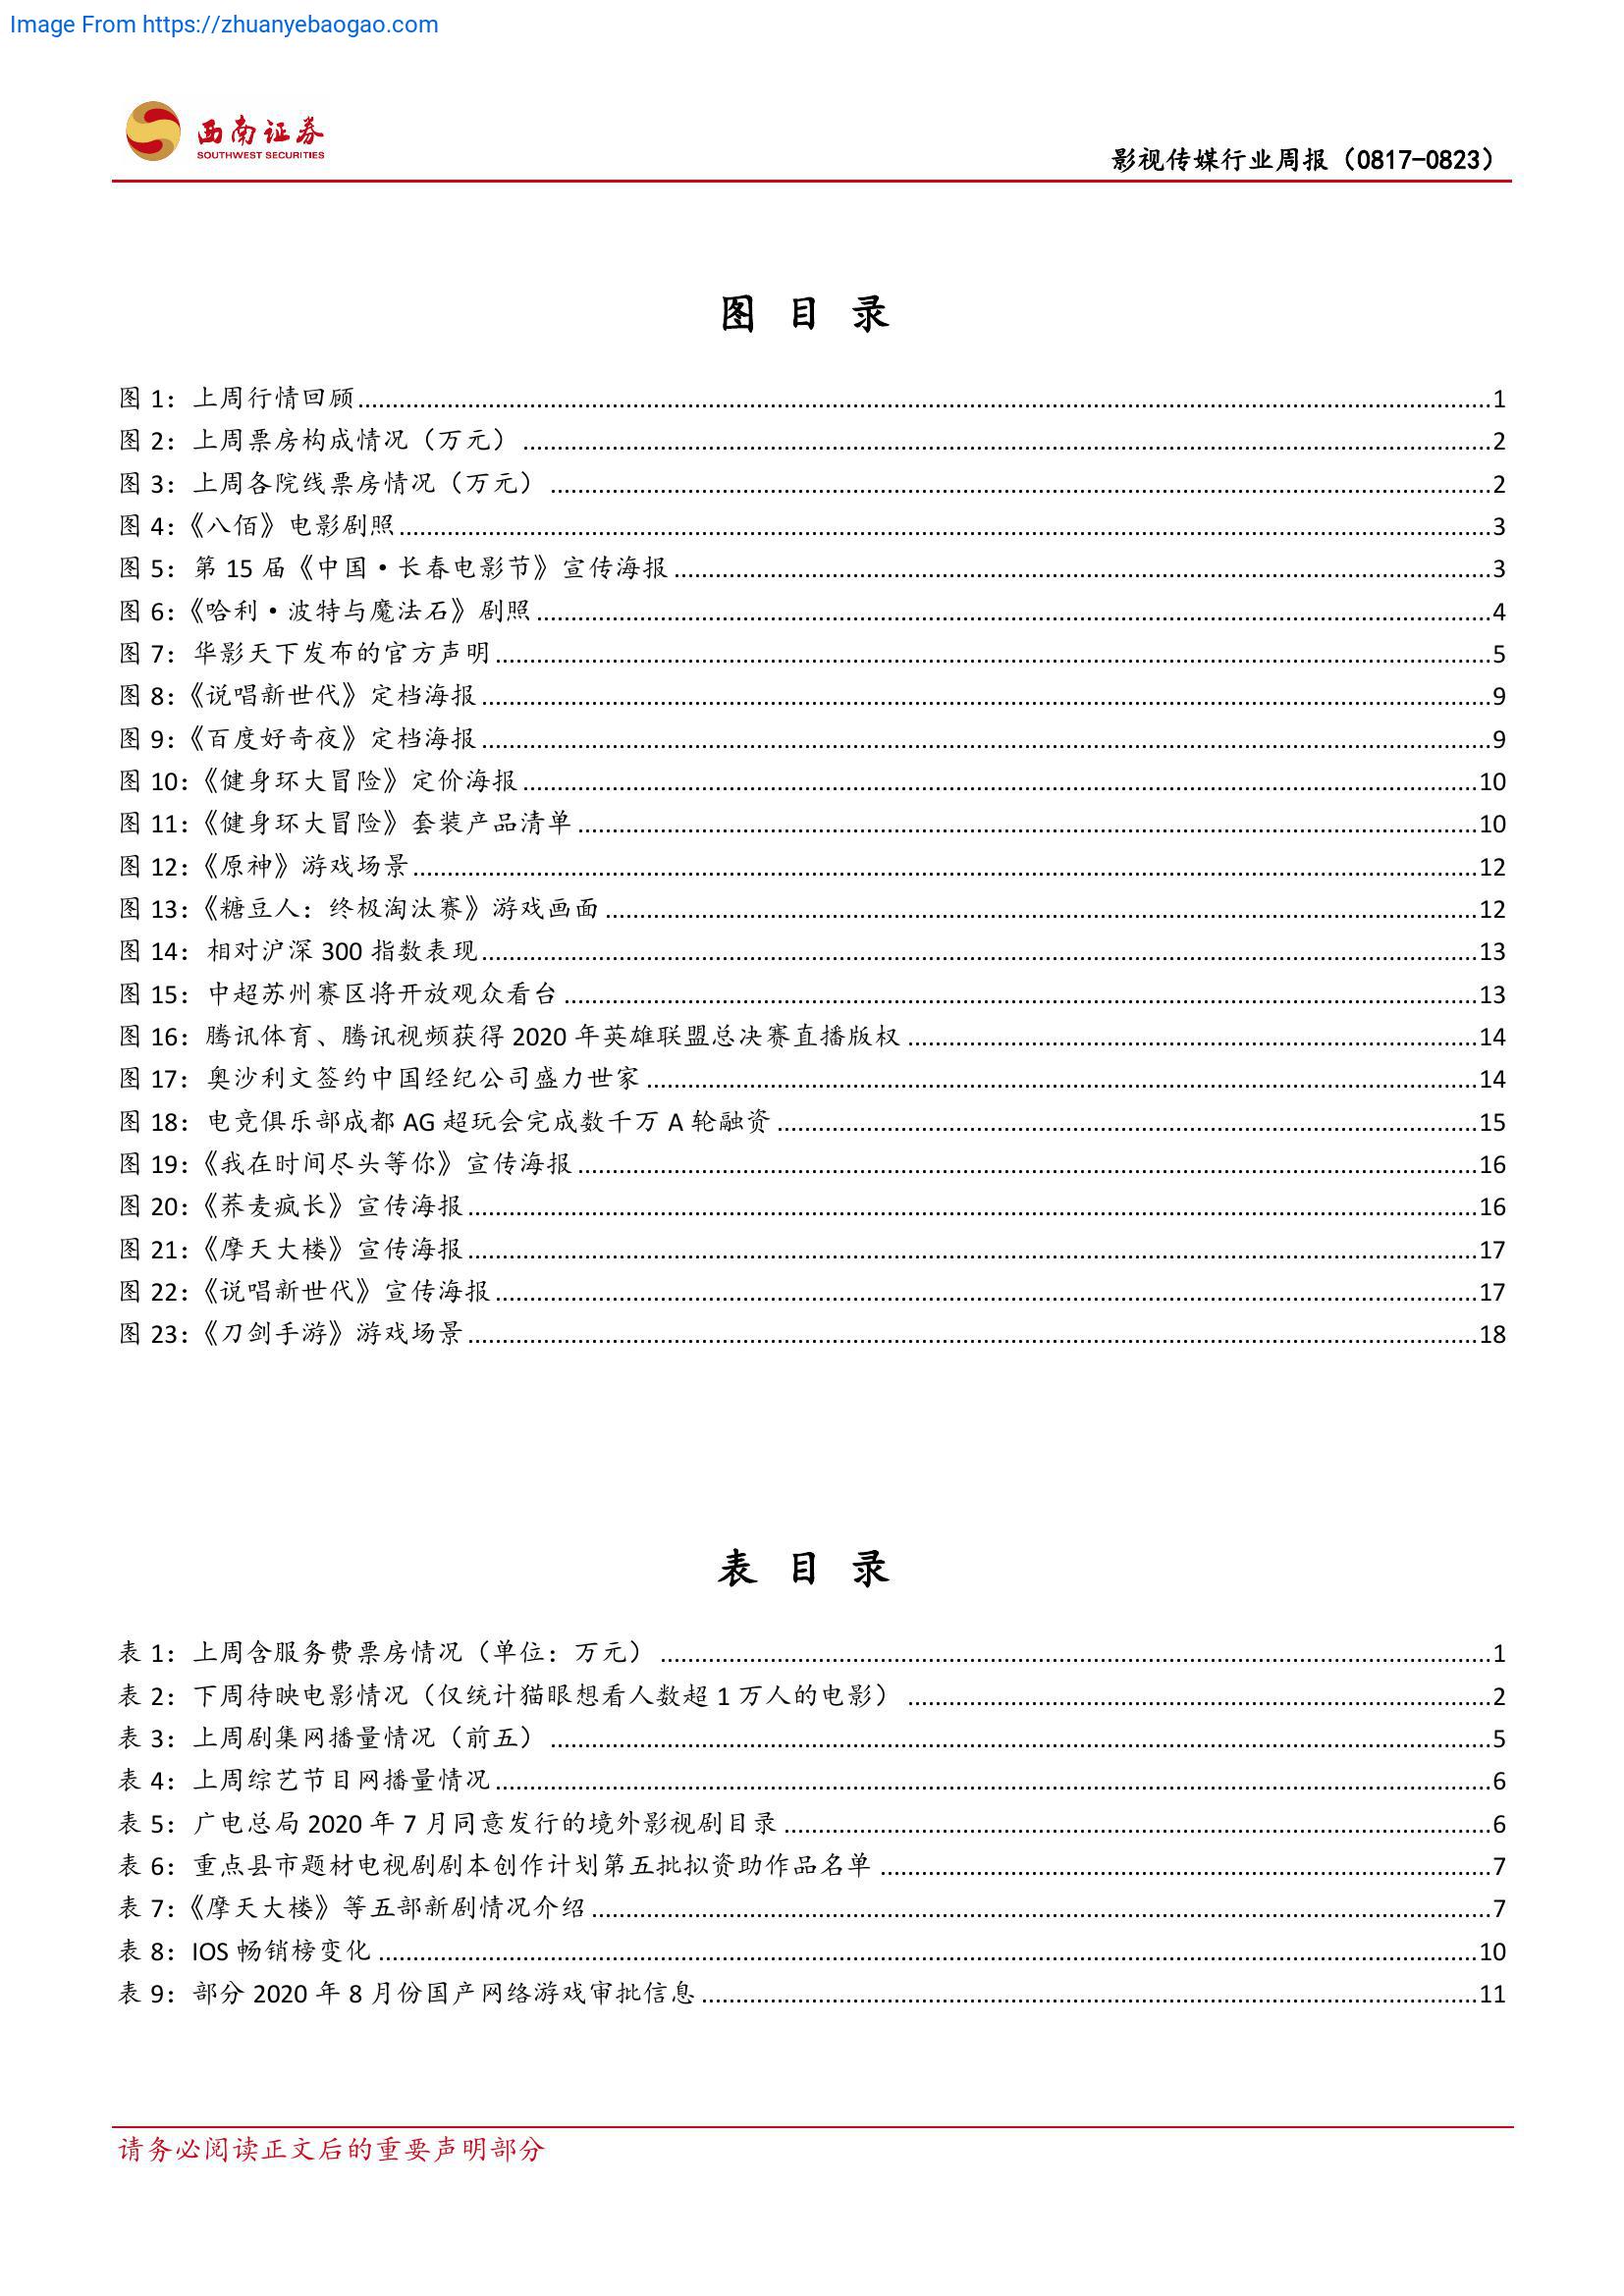 Image From https://zhuanyebaogao.com
西南证券
SOUTHWEST SECURITIES
影视传媒行业周报（0817-0823）
图 目 录
图 1：上周行情回顾 1
图 2：上周票房构成情况（万元） 2
图 3：上周各院线票房情况（万元） 2
图 4：《八佰》电影剧照 3
图 5：第 15 届《中国·长春电影节》宣传海报 3
图 6：《哈利·波特与魔法石》剧照 4
图 7：华影天下发布的官方声明 5
图 8：《说唱新世代》定档海报 9
图 9：《百度好奇夜》定档海报 9
图 10：《健身环大冒险》定价海报 10
图 11：《健身环大冒险》套装产品清单 10
图 12：《原神》游戏场景 12
图 13：《糖豆人：终极淘汰赛》游戏画面 12
图 14：相对沪深 300 指数表现 13
图 15：中超苏州赛区将开放观众看台 13
图 16：腾讯体育、腾讯视频获得 2020 年英雄联盟总决赛直播版权 14
图 17：奥沙利文签约中国经纪公司盛力世家 14
图 18：电竞俱乐部成都 AG 超玩会完成数千万 A 轮融资 15
图 19：《我在时间尽头等你》宣传海报 16
图 20：《荞麦疯长》宣传海报 16
图 21：《摩天大楼》宣传海报 17
图 22：《说唱新世代》宣传海报 17
图 23：《刀剑手游》游戏场景 18
表 目 录
表 1：上周含服务费票房情况（单位：万元） 1
表 2：下周待映电影情况（仅统计猫眼想看人数超 1 万人的电影） 2
表 3：上周剧集网播量情况（前五） 5
表 4：上周综艺节目网播量情况 6
表 5：广电总局 2020 年 7 月同意发行的境外影视剧目录 6
表 6：重点县市题材电视剧剧本创作计划第五批拟资助作品名单 7
表 7：《摩天大楼》等五部新剧情况介绍 7
表 8：IOS 畅销榜变化 10
表 9：部分 2020 年 8 月份国产网络游戏审批信息 11
请务必阅读正文后的重要声明部分